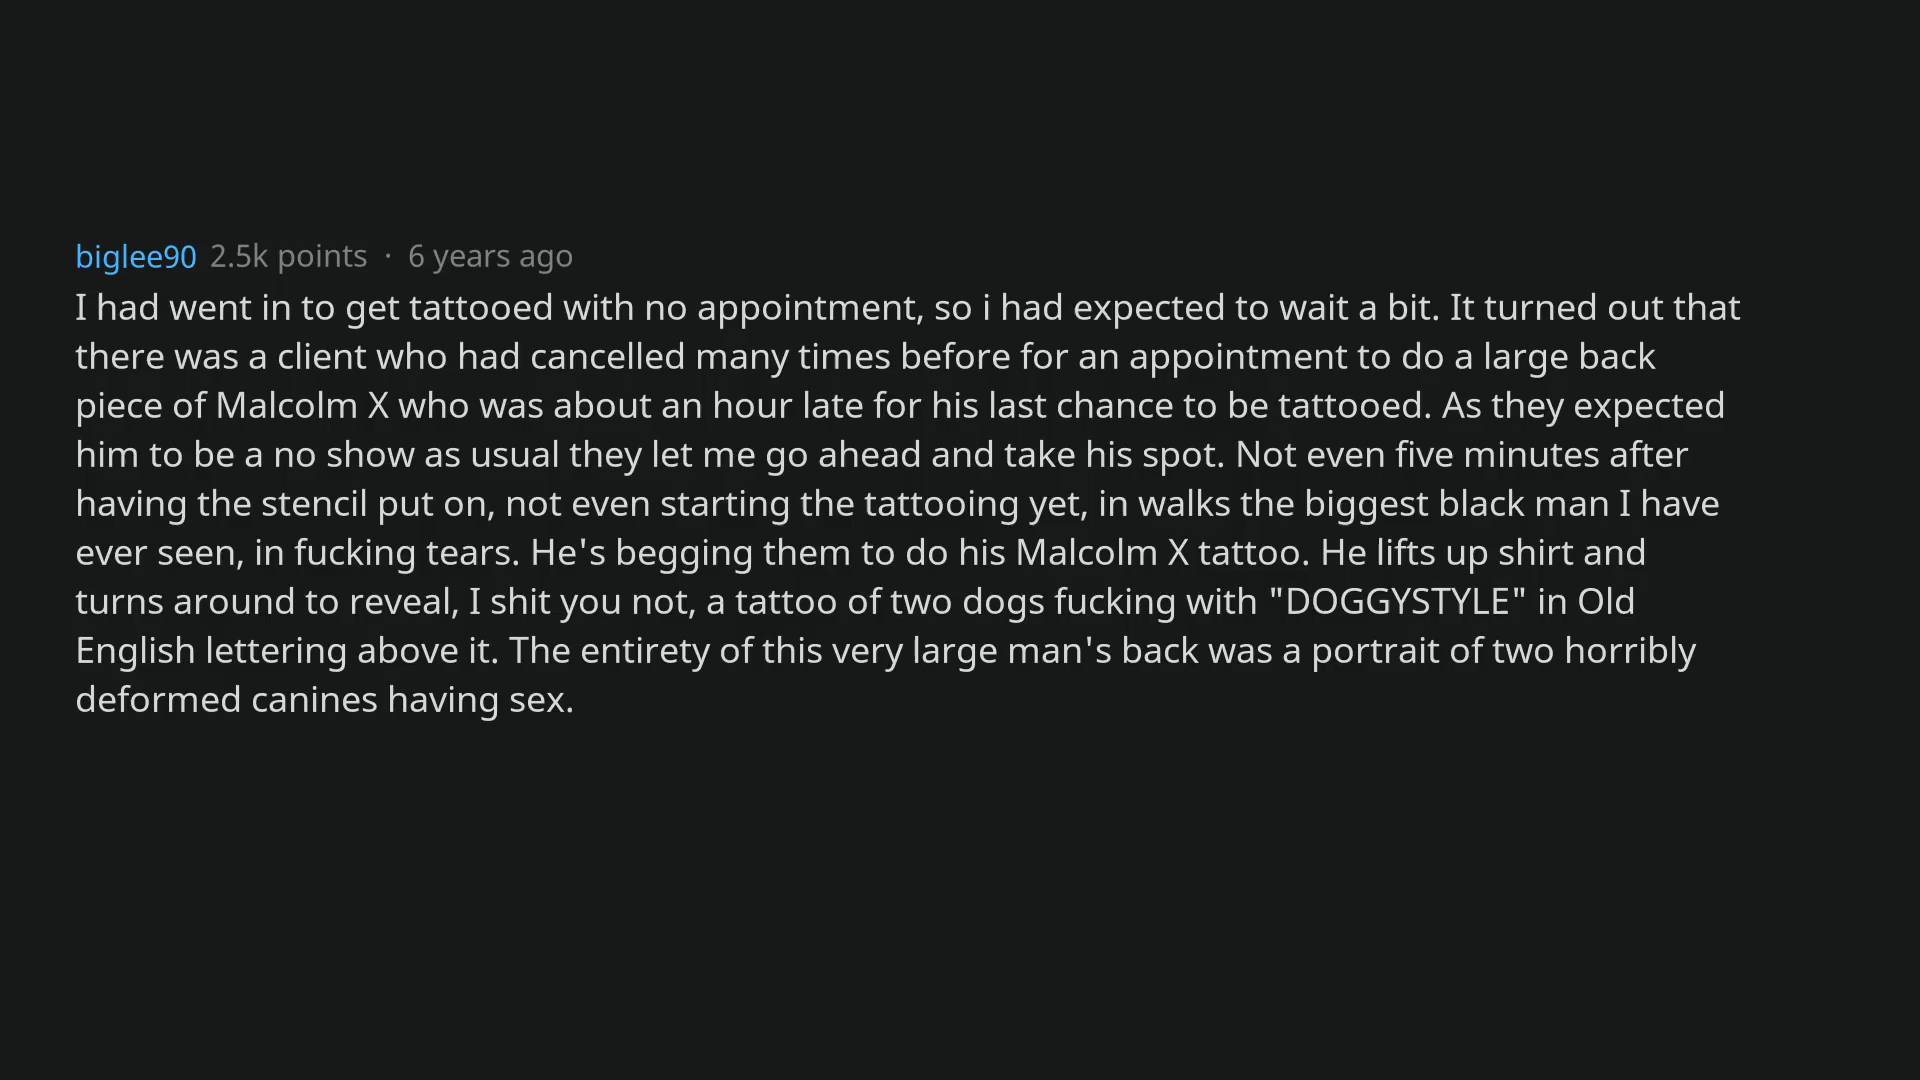 biglee90 2.5k points · 6 years ago
I had went in to get tattooed with no appointment, so i had expected to wait a bit. It turned out that
there was a client who had cancelled many times before for an appointment to do a large back
piece of Malcolm X who was about an hour late for his last chance to be tattooed. As they expected
him to be a no show as usual they let me go ahead and take his spot. Not even five minutes after
having the stencil put on, not even starting the tattooing yet, in walks the biggest black man I have
ever seen, in fucking tears. He's begging them to do his Malcolm X tattoo. He lifts up shirt and
turns around to reveal, I shit you not, a tattoo of two dogs fucking with "DOGGYSTYLE" in Old
English lettering above it. The entirety of this very large man's back was a portrait of two horribly
deformed canines having sex.